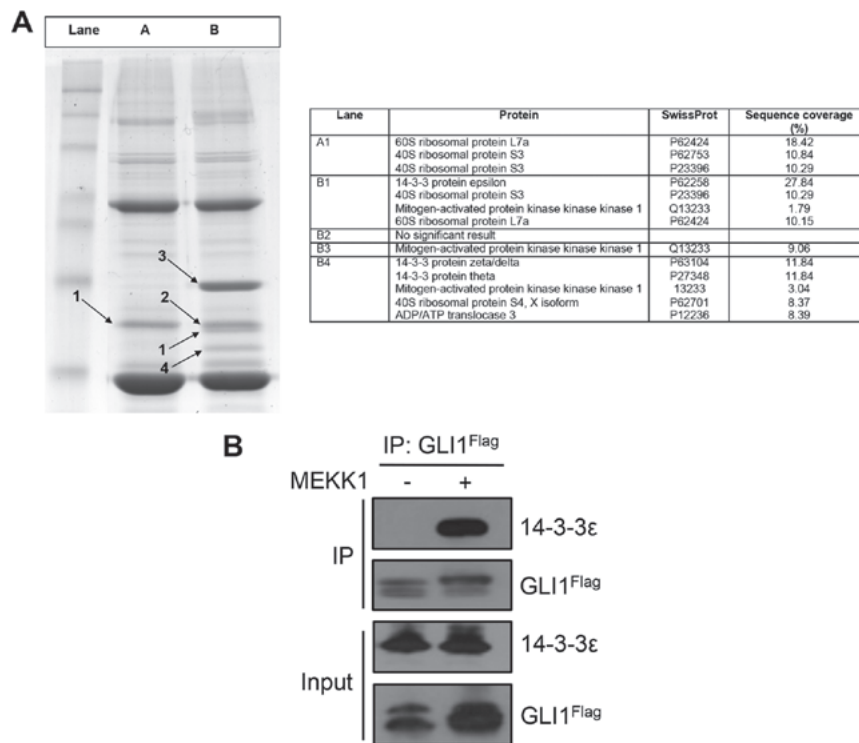 A
Lane A B
3
1 2
1
4
Lane Protein SwissProt Sequence coverage (%)
A1 60S ribosomal protein L7a P62424 18.42
40S ribosomal protein S3 P62753 10.84
40S ribosomal protein S3 P23396 10.29
B1 14-3-3 protein epsilon P62258 27.84
40S ribosomal protein S3 P23396 10.29
Mitogen-activated protein kinase kinase kinase 1 Q13233 1.79
60S ribosomal protein L7a P62424 10.15
B2 No significant result
B3 Mitogen-activated protein kinase kinase kinase 1 Q13233 9.06
B4 14-3-3 protein zeta/delta P63104 11.84
14-3-3 protein theta P27348 11.84
Mitogen-activated protein kinase kinase kinase 1 13233 3.04
40S ribosomal protein S4, X isoform P62701 8.37
ADP/ATP translocase 3 P12236 8.39
B
IP: GLI1Flag
MEKK1 - +
IP
14-3-3ε
GLI1Flag
Input
14-3-3ε
GLI1Flag